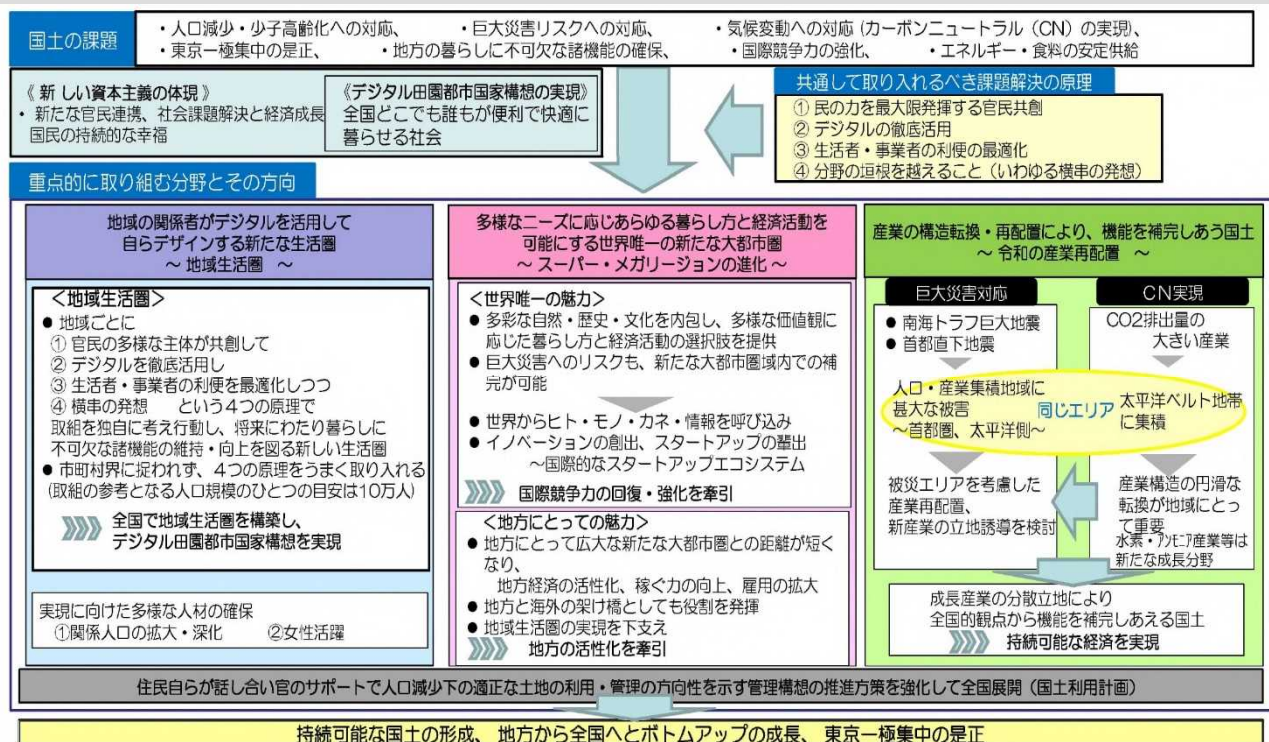 国土の課題
・人口減少・少子高齢化への対応、 ・巨大災害リスクへの対応、 ・気候変動への対応 (カーボンニュートラル（CN）の実現)、
・東京一極集中の是正、 ・地方の暮らしに不可欠な諸機能の確保、 ・国際競争力の強化、 ・エネルギー・食料の安定供給
《 新 しい資本主義の体現 》
・ 新たな官民連携、社会課題解決と経済成長
国民の持続的な幸福
《デジタル田園都市国家構想の実現》
全国どこでも誰もが便利で快適に
暮らせる社会
共通して取り入れるべき課題解決の原理
① 民の力を最大限発揮する官民共創
② デジタルの徹底活用
③ 生活者・事業者の利便の最適化
④ 分野の垣根を越えること（いわゆる横串の発想）
重点的に取り組む分野とその方向
地域の関係者がデジタルを活用して
自らデザインする新たな生活圏
～ 地域生活圏 ～
＜地域生活圏＞
● 地域ごとに
① 官民の多様な主体が共創して
② デジタルを徹底活用し
③ 生活者・事業者の利便を最適化しつつ
④ 横串の発想 という４つの原理で
取組を独自に考え行動し、将来にわたり暮らしに
不可欠な諸機能の維持・向上を図る新しい生活圏
● 市町村界に捉われず、４つの原理をうまく取り入れる
(取組の参考となる人口規模のひとつの目安は10万人)
全国で地域生活圏を構築し、
デジタル田園都市国家構想を実現
実現に向けた多様な人材の確保
①関係人口の拡大・深化 ②女性活躍
多様なニーズに応じあらゆる暮らし方と経済活動を
可能にする世界唯一の新たな大都市圏
～ スーパー・メガリージョンの進化 ～
＜世界唯一の魅力＞
● 多彩な自然・歴史・文化を内包し、多様な価値観に
応じた暮らし方と経済活動の選択肢を提供
● 巨大災害へのリスクも、新たな大都市圏域内での補
完が可能
● 世界からヒト・モノ・カネ・情報を呼び込み
● イノベーションの創出、スタートアップの輩出
～国際的なスタートアップエコシステム
国際競争力の回復・強化を牽引
＜地方にとっての魅力＞
● 地方にとって広大な新たな大都市圏との距離が短く
なり、
地方経済の活性化、稼ぐ力の向上、雇用の拡大
● 地方と海外の架け橋としても役割を発揮
● 地域生活圏の実現を下支え
地方の活性化を牽引
産業の構造転換・再配置により、機能を補完しあう国土
～ 令和の産業再配置 ～
巨大災害対応
● 南海トラフ巨大地震
● 首都直下地震
人口・産業集積地域に
甚大な被害
～首都圏、太平洋側～
被災エリアを考慮した
産業再配置、
新産業の立地誘導を検討
同じエリア
CN実現
CO2排出量の
大きい産業
太平洋ベルト地帯
に集積
産業構造の円滑な
転換が地域にとっ
て重要
水素・アンモニア産業等は
新たな成長分野
成長産業の分散立地により
全国的観点から機能を補完しあえる国土
持続可能な経済を実現
住民自らが話し合い官のサポートで人口減少下の適正な土地の利用・管理の方向性を示す管理構想の推進方策を強化して全国展開（国土利用計画）
持続可能な国土の形成、 地方から全国へとボトムアップの成長、 東京一極集中の是正